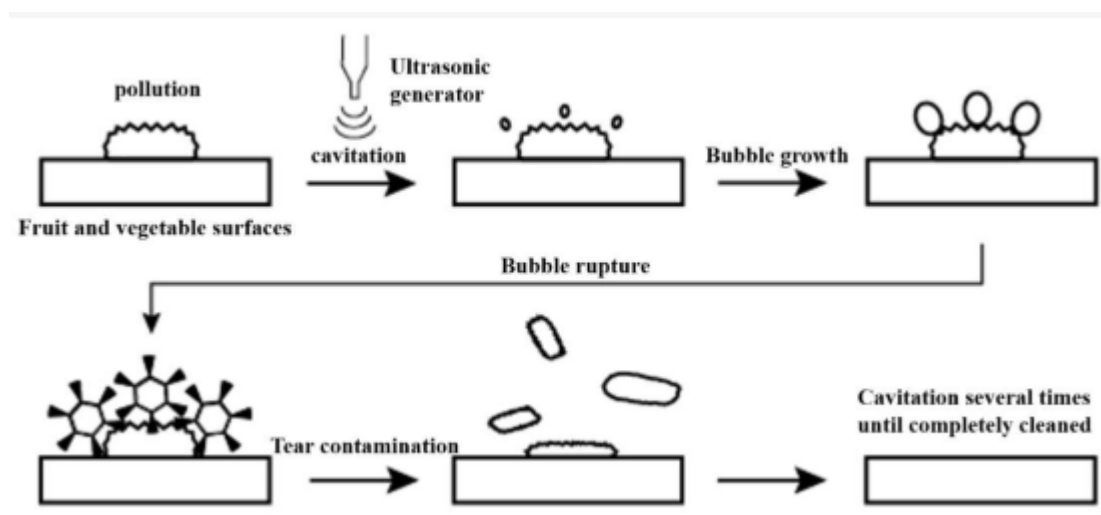 pollution
Ultrasonic
generator
cavitation
Bubble growth
Fruit and vegetable surfaces
Bubble rupture
Tear contamination
Cavitation several times
until completely cleaned